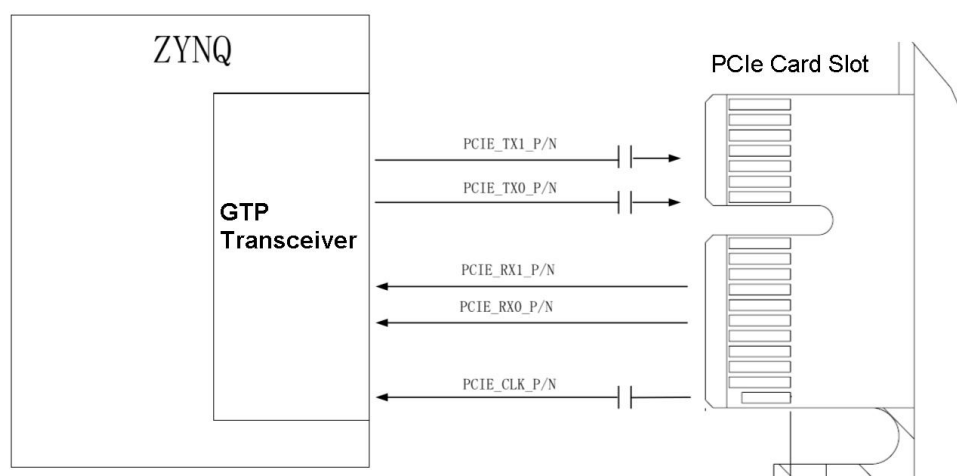 ZYNQ
PCIe Card Slot
PCIE_TX1_P/N
PCIE_TX0_P/N
GTP
Transceiver
PCIE_RX1_P/N
PCIE_RX0_P/N
PCIE_CLK_P/N